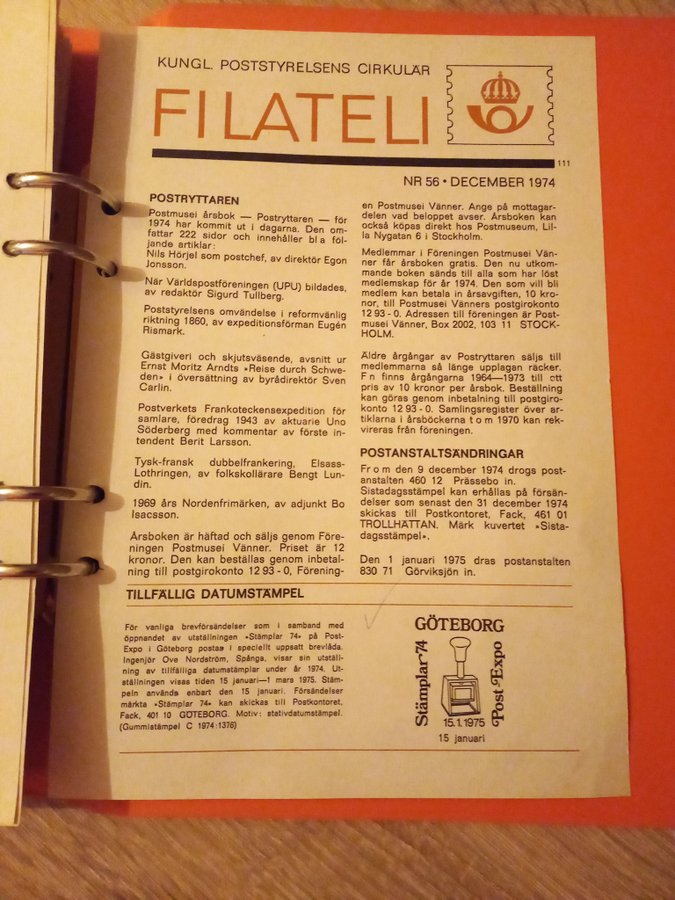 KUNGL. POSTSTYRELSENS CIRKULÄR
FILATELI
111
NR 56 • DECEMBER 1974
POSTRYTTAREN
Postmusei årsbok — Postryttaren — för
1974 har kommit ut i dagarna. Den om-
fattar 222 sidor och innehåller bl a föl-
jande artiklar:
Nils Hörjel som postchef, av direktör Egon
Jonsson.
När Världspostföreningen (UPU) bildades,
av redaktör Sigurd Tullberg.
Poststyrelsens omvändelse i reformvänlig
riktning 1860, av expeditionsförman Eugén
Rismark.
Gästgiveri och skjutsväsende, avsnitt ur
Ernst Moritz Arndts »Reise durch Schwe-
den» i översättning av byrådirektör Sven
Carlin.
Postverkets Frankoteckensexpedition för
samlare, föredrag 1943 av aktuarie Uno
Söderberg med kommentar av förste in-
tendent Berit Larsson.
Tysk-fransk dubbelfrankering, Elsass-
Lothringen, av folkskollärare Bengt Lun-
din.
1969 års Nordenfrimärken, av adjunkt Bo
Isacsson.
Årsboken är häftad och säljs genom Före-
ningen Postmusei Vänner. Priset är 12
kronor. Den kan beställas genom inbetal-
ning till postgirokonto 12 93 - 0, Förening-
en Postmusei Vänner. Ange på mottagar-
delen vad beloppet avser. Årsboken kan
också köpas direkt hos Postmuseum, Lil-
la Nygatan 6 i Stockholm.
Medlemmar i Föreningen Postmusei Vän-
ner får årsboken gratis. Den nu utkom-
mande boken sänds till alla som har löst
medlemskap för år 1974. Den som vill bli
medlem kan betala in årsavgiften, 10 kro-
nor, till Postmusei Vänners postgirokonto
12 93 - 0. Adressen till föreningen är Post-
musei Vänner, Box 2002, 103 11 STOCK-
HOLM.
Äldre årgångar av Postryttaren säljs till
medlemmarna så länge upplagan räcker.
F n finns årgångarna 1964—1973 till ett
pris av 10 kronor per årsbok. Beställning
kan göras genom inbetalning till postgiro-
konto 12 93 - 0. Samlingsregister över ar-
tiklarna i årsböckerna t o m 1970 kan rek-
vireras från föreningen.
POSTANSTALTSÄNDRINGAR
Fr o m den 9 december 1974 drogs post-
anstalten 460 12 Prässebo in.
Sistadagsstämpel kan erhållas på försän-
delser som senast den 31 december 1974
skickas till Postkontoret, Fack, 461 01
TROLLHÄTTAN. Märk kuvertet »Sista-
dagsstämpel».
Den 1 januari 1975 dras postanstalten
830 71 Görviksjön in.
TILLFÄLLIG DATUMSTÄMPEL
För vanliga brevförsändelser som i samband med
öppnandet av utställningen »Stämplar 74» på Post-
Expo i Göteborg postas i speciellt uppsatt brevlåda.
Ingenjör Ove Nordström, Spånga, visar sin utställ-
ning av tillfälliga datumstämplar under år 1974. Ut-
ställningen visas tiden 15 januari—1 mars 1975. Stäm-
peln används enbart den 15 januari. Försändelser
märkta »Stämplar 74» kan skickas till Postkontoret,
Fack, 401 10 GÖTEBORG. Motiv: stativdatumstämpel.
(Gummistämpel C 1974:1376)
GÖTEBORG
Stämplar 74
Post Expo
15.1.1975
15 januari